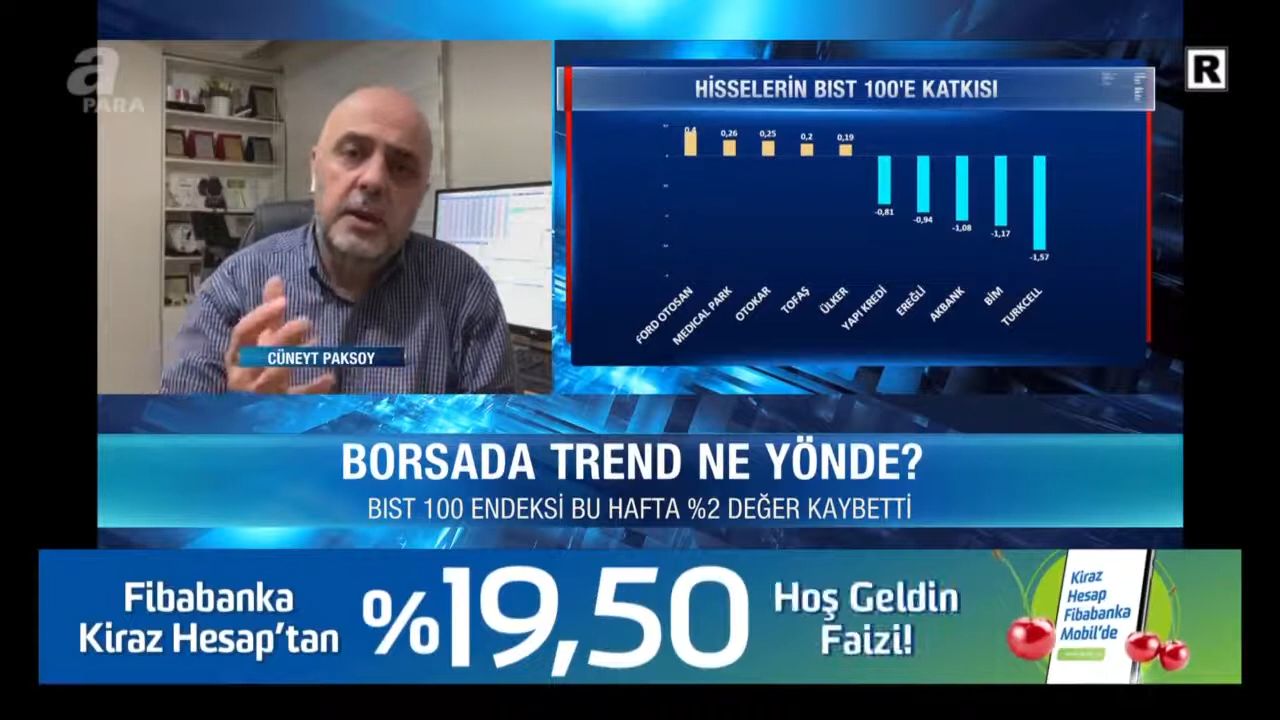 a
PARA
R
HİSSELERİN BIST 100'E KATKISI
0,4
0,26
0,25
0,2
0,19
-0,81
-0,94
-1,08
-1,17
-1,57
FORD OTOSAN
MEDICAL PARK
OTOKAR
TOFAŞ
ÜLKER
YAPI KREDİ
EREĞLİ
AKBANK
BİM
TURKCELL
CÜNEYT PAKSOY
BORSADA TREND NE YÖNDE?
BIST 100 ENDEKSİ BU HAFTA %2 DEĞER KAYBETTİ
Fibabanka
Kiraz Hesap'tan
%19,50
Hoş Geldin
Faizi!
Kiraz
Hesap
Fibabanka
Mobil'de